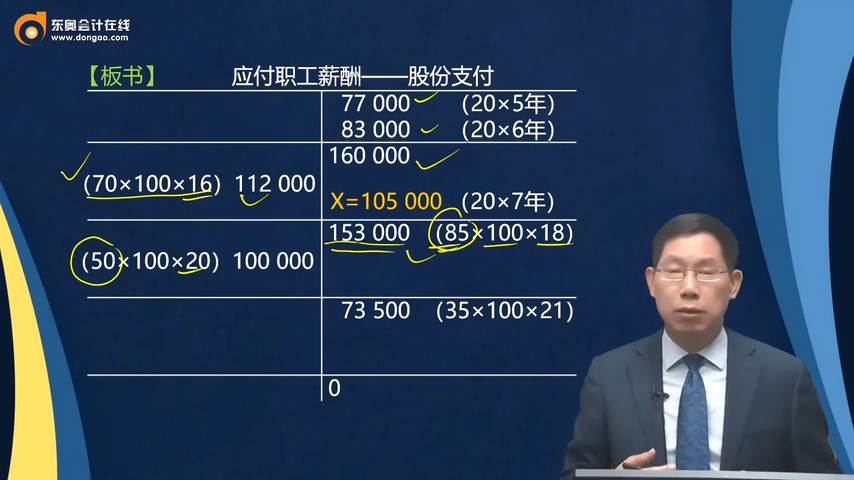 东奥会计在线
www.dongao.com
【板书】 应付职工薪酬——股份支付
77 000 (20×5年)
83 000 (20×6年)
160 000
(70×100×16) 112 000
X=105 000 (20×7年)
153 000 (85×100×18)
(50×100×20) 100 000
73 500 (35×100×21)
0